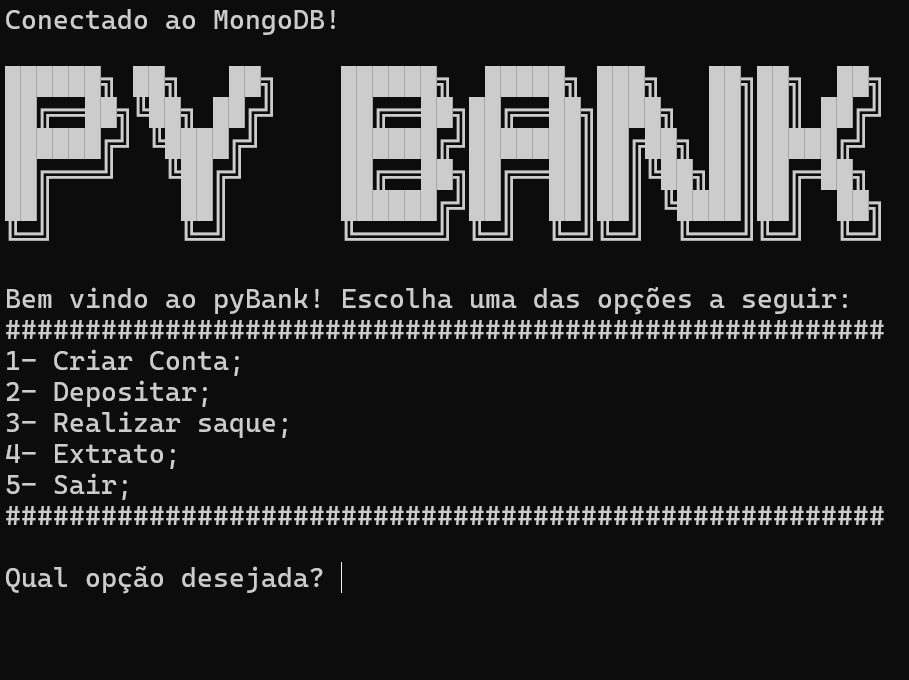 Conectado ao MongoDB!
PY BANK
Bem vindo ao pyBank! Escolha uma das opções a seguir:
#######################################################
1- Criar Conta;
2- Depositar;
3- Realizar saque;
4- Extrato;
5- Sair;
#######################################################
Qual opção desejada?